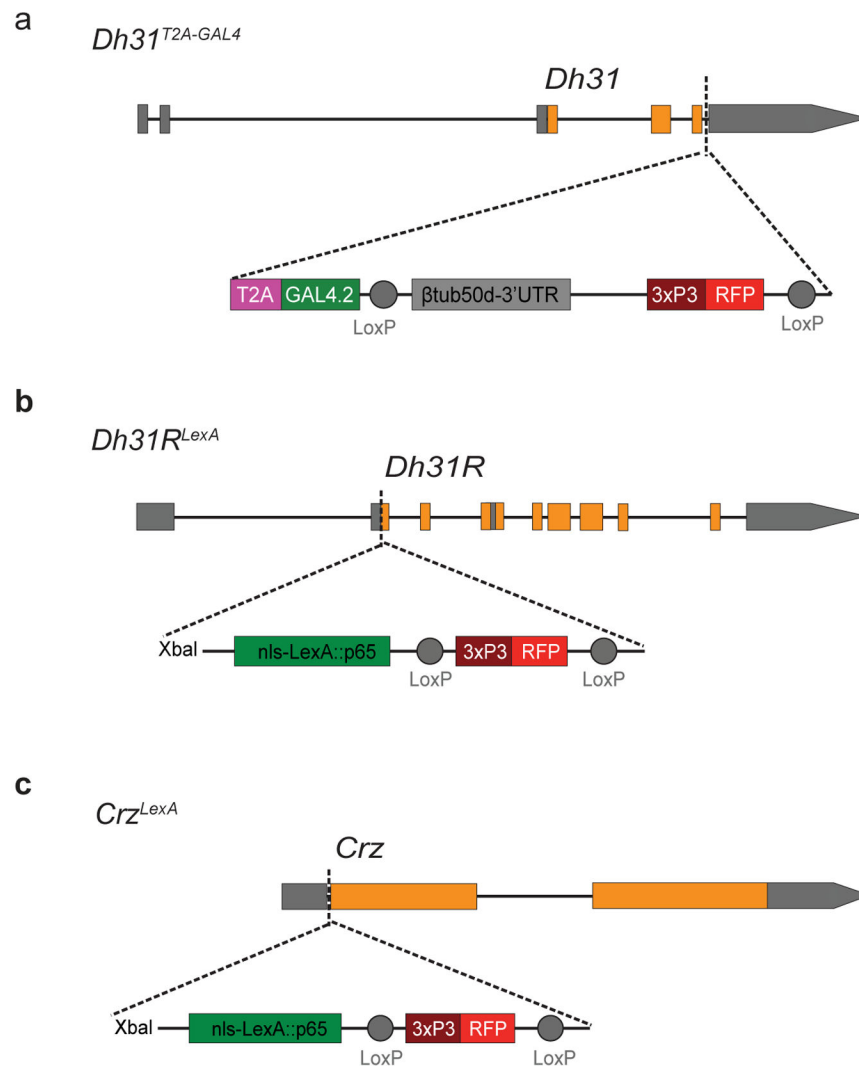 a
Dh31T2A-GAL4
Dh31
T2A GAL4.2 βtub50d-3'UTR 3xP3 RFP
LoxP LoxP
b
Dh31RLexA
Dh31R
XbaI nls-LexA::p65 3xP3 RFP
LoxP LoxP
c
CrzLexA
Crz
XbaI nls-LexA::p65 3xP3 RFP
LoxP LoxP